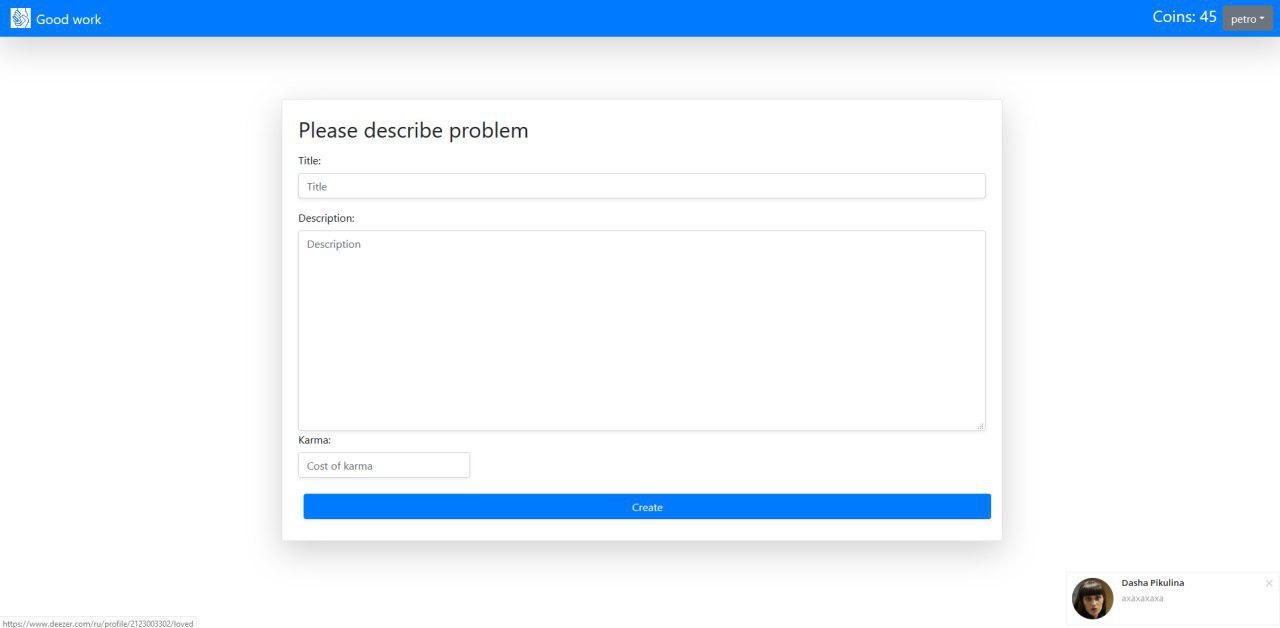 Good work
Coins: 45
petro
Please describe problem
Title:
Title
Description:
Description
Karma:
Cost of karma
Create
Dasha Pikulina
axaxaxaxa
https://www.deezer.com/ru/profile/2123003302/loved